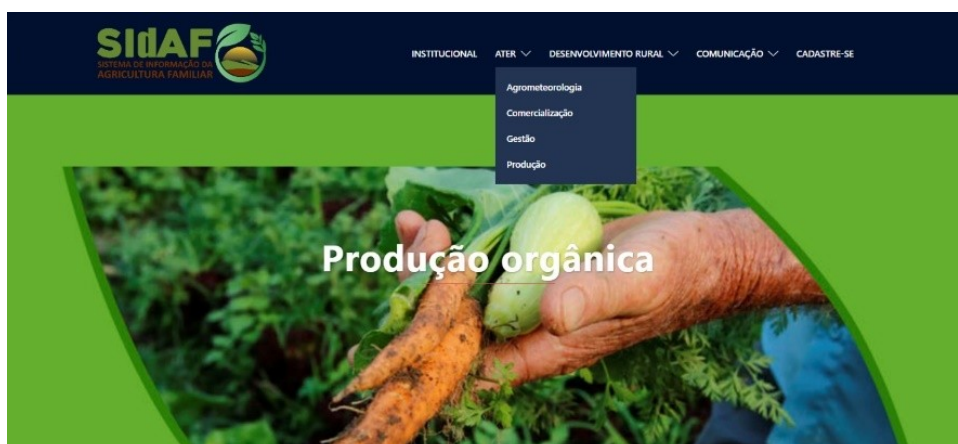 SIdAF
SISTEMA DE INFORMAÇÃO DA
AGRICULTURA FAMILIAR
INSTITUCIONAL ATER DESENVOLVIMENTO RURAL COMUNICAÇÃO CADASTRE-SE
Agrometeorologia
Comercialização
Gestão
Produção
Produção orgânica